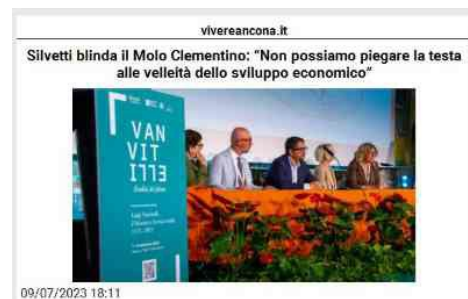 vivereancona.it
Silvetti blinda il Molo Clementino: “Non possiamo piegare la testa
alle velleità dello sviluppo economico”
VAN
VIT
ELLI
09/07/2023 18:11